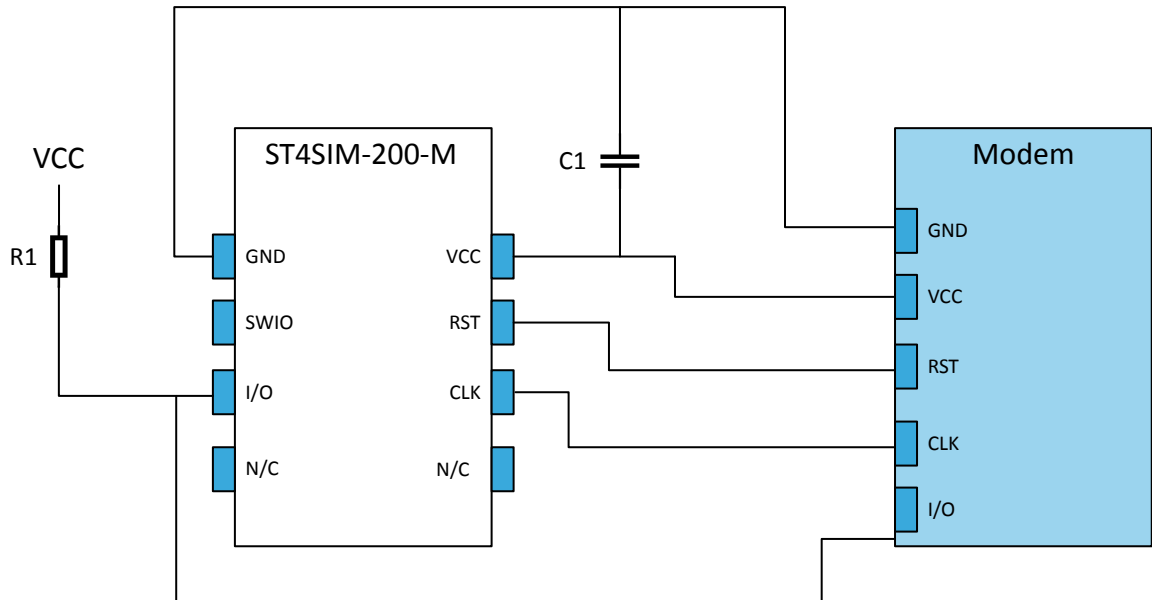 VCC
R1
ST4SIM-200-M
GND
SWIO
I/O
N/C
VCC
RST
CLK
N/C
C1
Modem
GND
VCC
RST
CLK
I/O